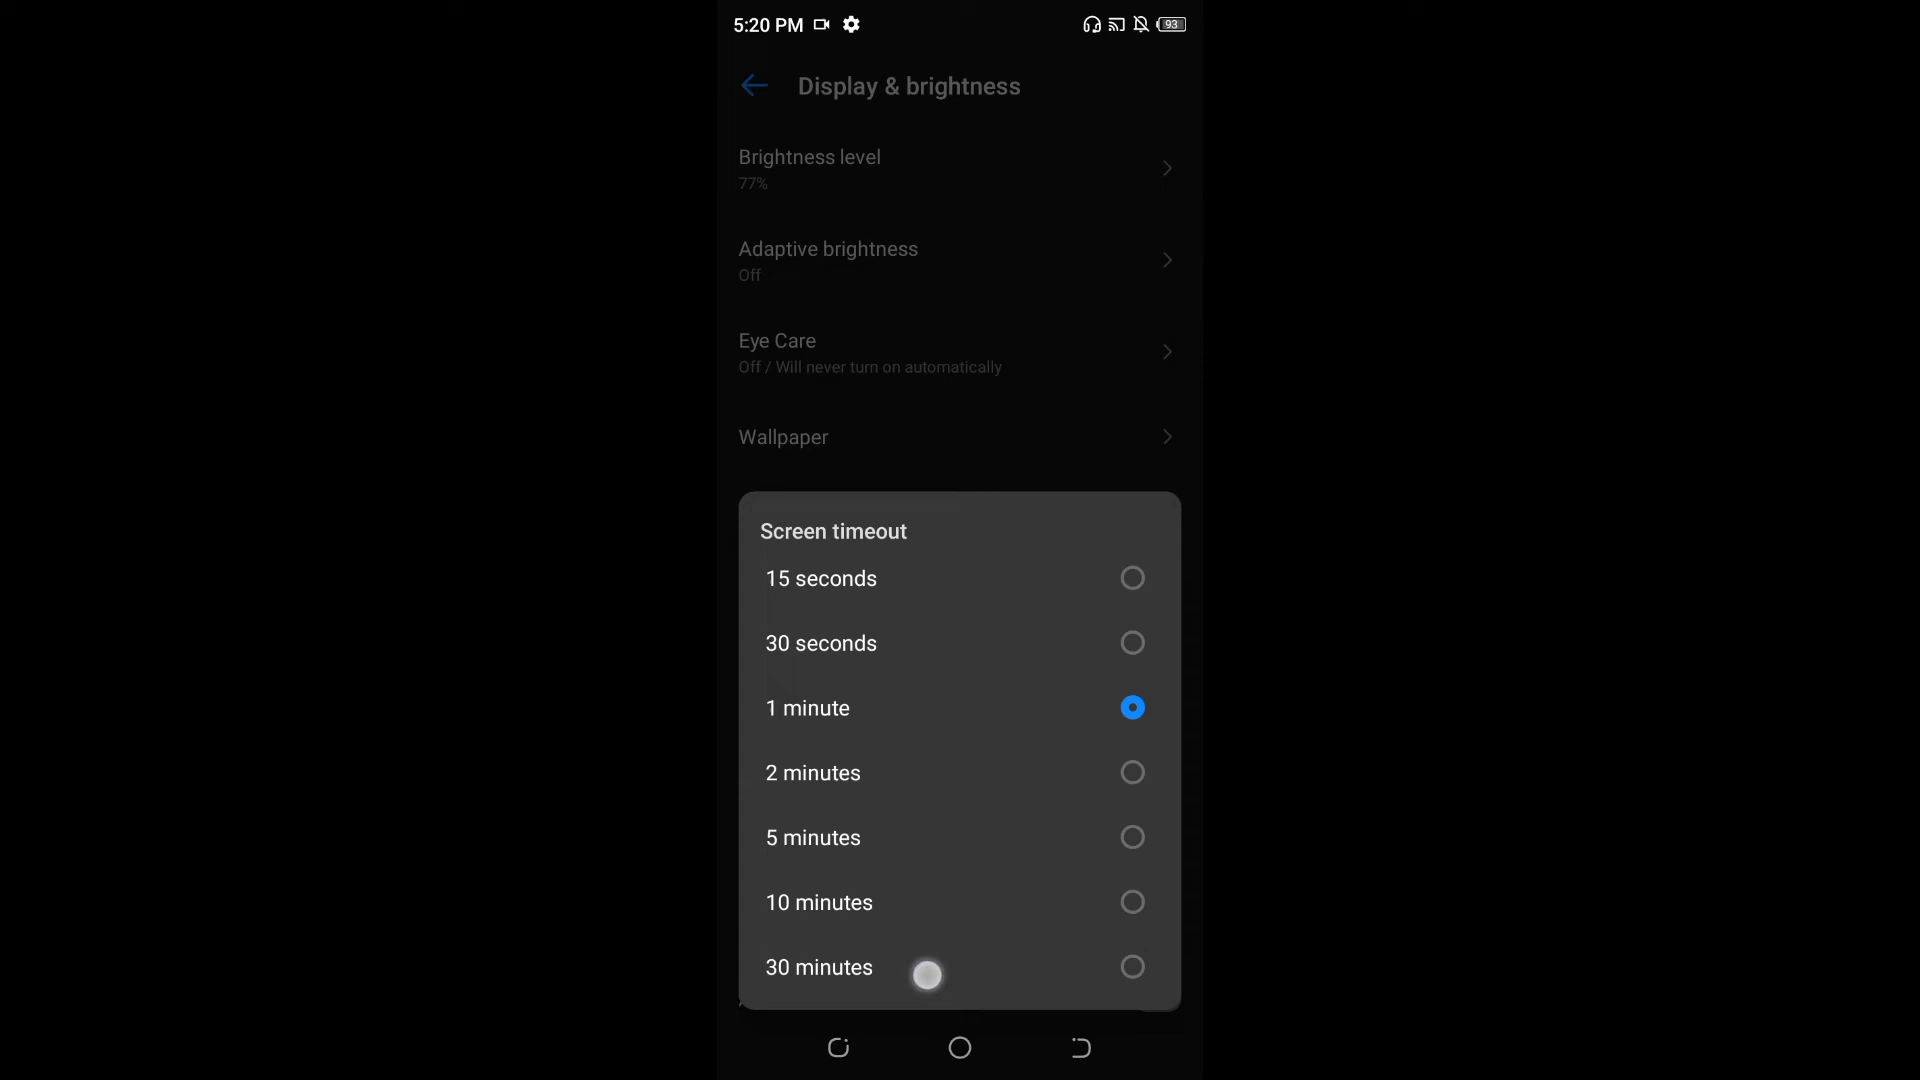 5:20 PM
93
Display & brightness
Brightness level
77%
Adaptive brightness
Off
Eye Care
Off / Will never turn on automatically
Wallpaper
Screen timeout
15 seconds
30 seconds
1 minute
2 minutes
5 minutes
10 minutes
30 minutes